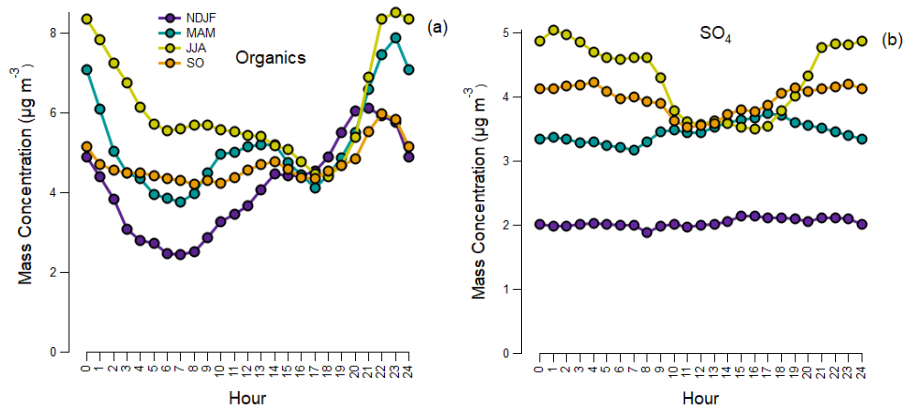 NDJF
MAM
JJA
SO
Organics
(a)
Mass Concentration (µg m-3)
8
6
4
2
0
0 1 2 3 4 5 6 7 8 9 10 11 12 13 14 15 16 17 18 19 20 21 22 23 24
Hour
SO4
(b)
Mass Concentration (µg m-3)
5
4
3
2
1
0
0 1 2 3 4 5 6 7 8 9 10 11 12 13 14 15 16 17 18 19 20 21 22 23 24
Hour